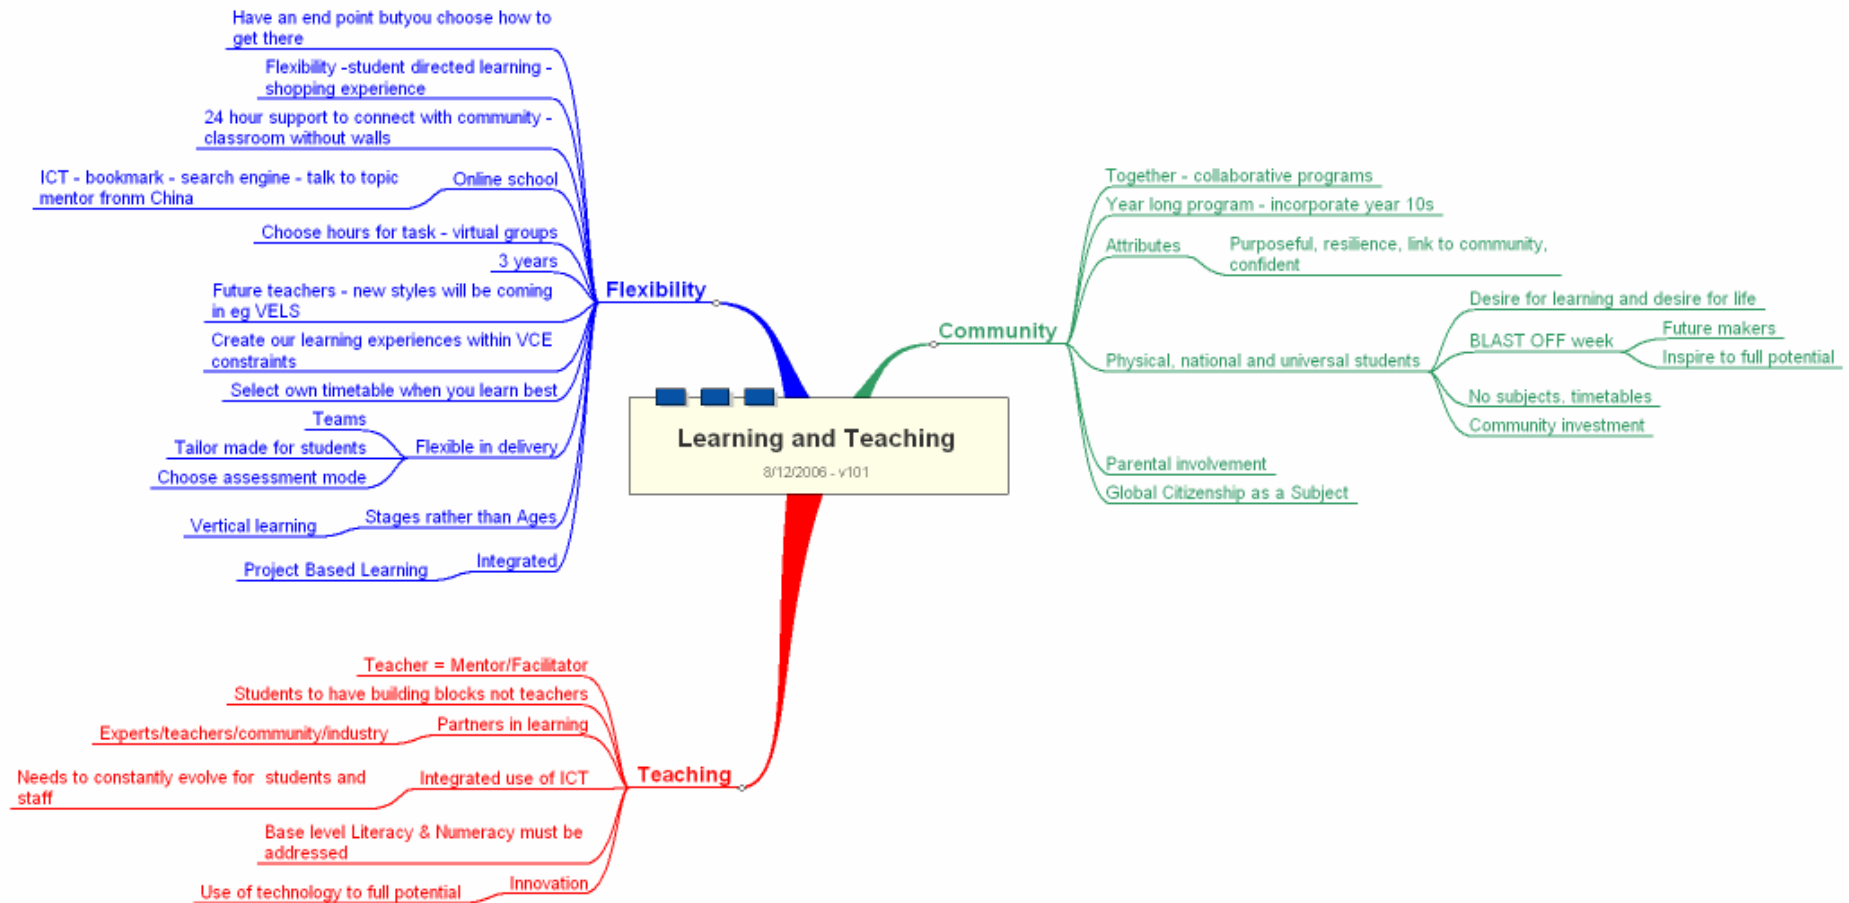 Have an end point butyou choose how to
get there
Flexibility -student directed learning -
shopping experience
24 hour support to connect with community -
classroom without walls
Online school
ICT - bookmark - search engine - talk to topic
mentor fronm China
Choose hours for task - virtual groups
3 years
Future teachers - new styles will be coming
in eg VELS
Create our learning experiences within VCE
constraints
Select own timetable when you learn best
Flexible in delivery
Teams
Tailor made for students
Choose assessment mode
Stages rather than Ages
Vertical learning
Integrated
Project Based Learning
Flexibility
Community
Together - collaborative programs
Year long program - incorporate year 10s
Attributes
Purposeful, resilience, link to community,
confident
Physical, national and universal students
Desire for learning and desire for life
BLAST OFF week
Future makers
Inspire to full potential
No subjects. timetables
Community investment
Parental involvement
Global Citizenship as a Subject
Learning and Teaching
8/12/2006 - v101
Teaching
Teacher = Mentor/Facilitator
Students to have building blocks not teachers
Partners in learning
Experts/teachers/community/industry
Integrated use of ICT
Needs to constantly evolve for  students and
staff
Base level Literacy & Numeracy must be
addressed
Innovation
Use of technology to full potential